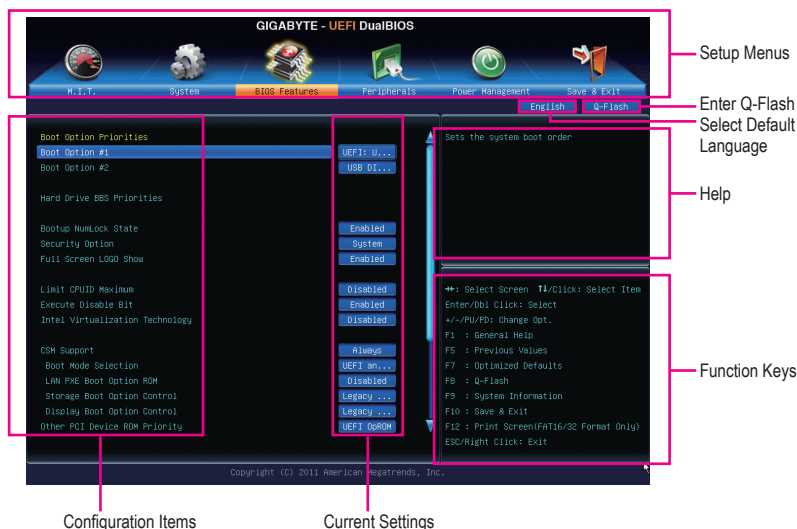 GIGABYTE - UEFI DualBIOS
M.I.T. System BIOS Features Peripherals Power Management Save & Exit
Setup Menus
English Q-Flash
Enter Q-Flash
Select Default
Language
Boot Option Priorities
Boot Option #1 UEFI: U...
Boot Option #2 USB DI...
Hard Drive BBS Priorities
Bootup NumLock State Enabled
Security Option System
Full Screen LOGO Show Enabled
Limit CPUID Maximum Disabled
Execute Disable Bit Enabled
Intel Virtualization Technology Disabled
CSM Support Always
Boot Mode Selection UEFI an...
LAN PXE Boot Option ROM Disabled
Storage Boot Option Control Legacy ...
Display Boot Option Control Legacy ...
Other PCI Device ROM Priority UEFI OpROM
Sets the system boot order
Help
→←: Select Screen ↑↓/Click: Select Item
Enter/Dbl Click: Select
+/-/PU/PD: Change Opt.
F1 : General Help
F5 : Previous Values
F7 : Optimized Defaults
F8 : Q-Flash
F9 : System Information
F10 : Save & Exit
F12 : Print Screen(FAT16/32 Format Only)
ESC/Right Click: Exit
Function Keys
Copyright (C) 2011 American Megatrends, Inc.
Configuration Items
Current Settings